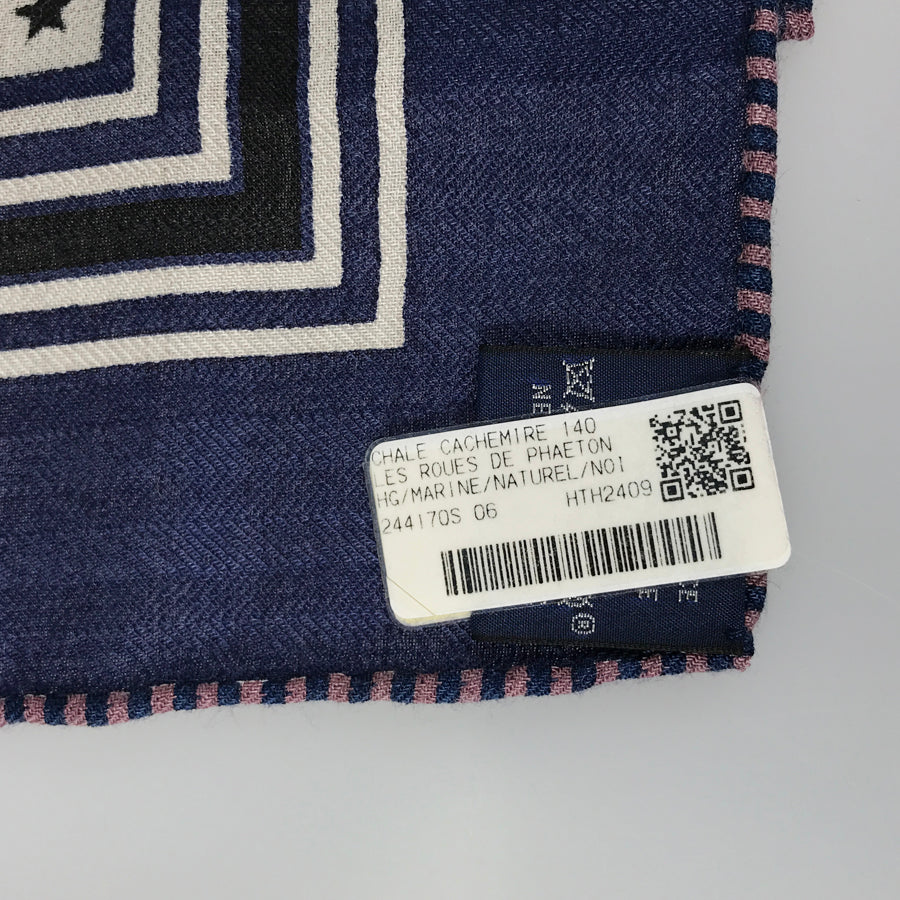 CHALE CACHEMIRE 140
LES ROUES DE PHAETON
HG/MARINE/NATUREL/NOI
244170S 06 HTH2409